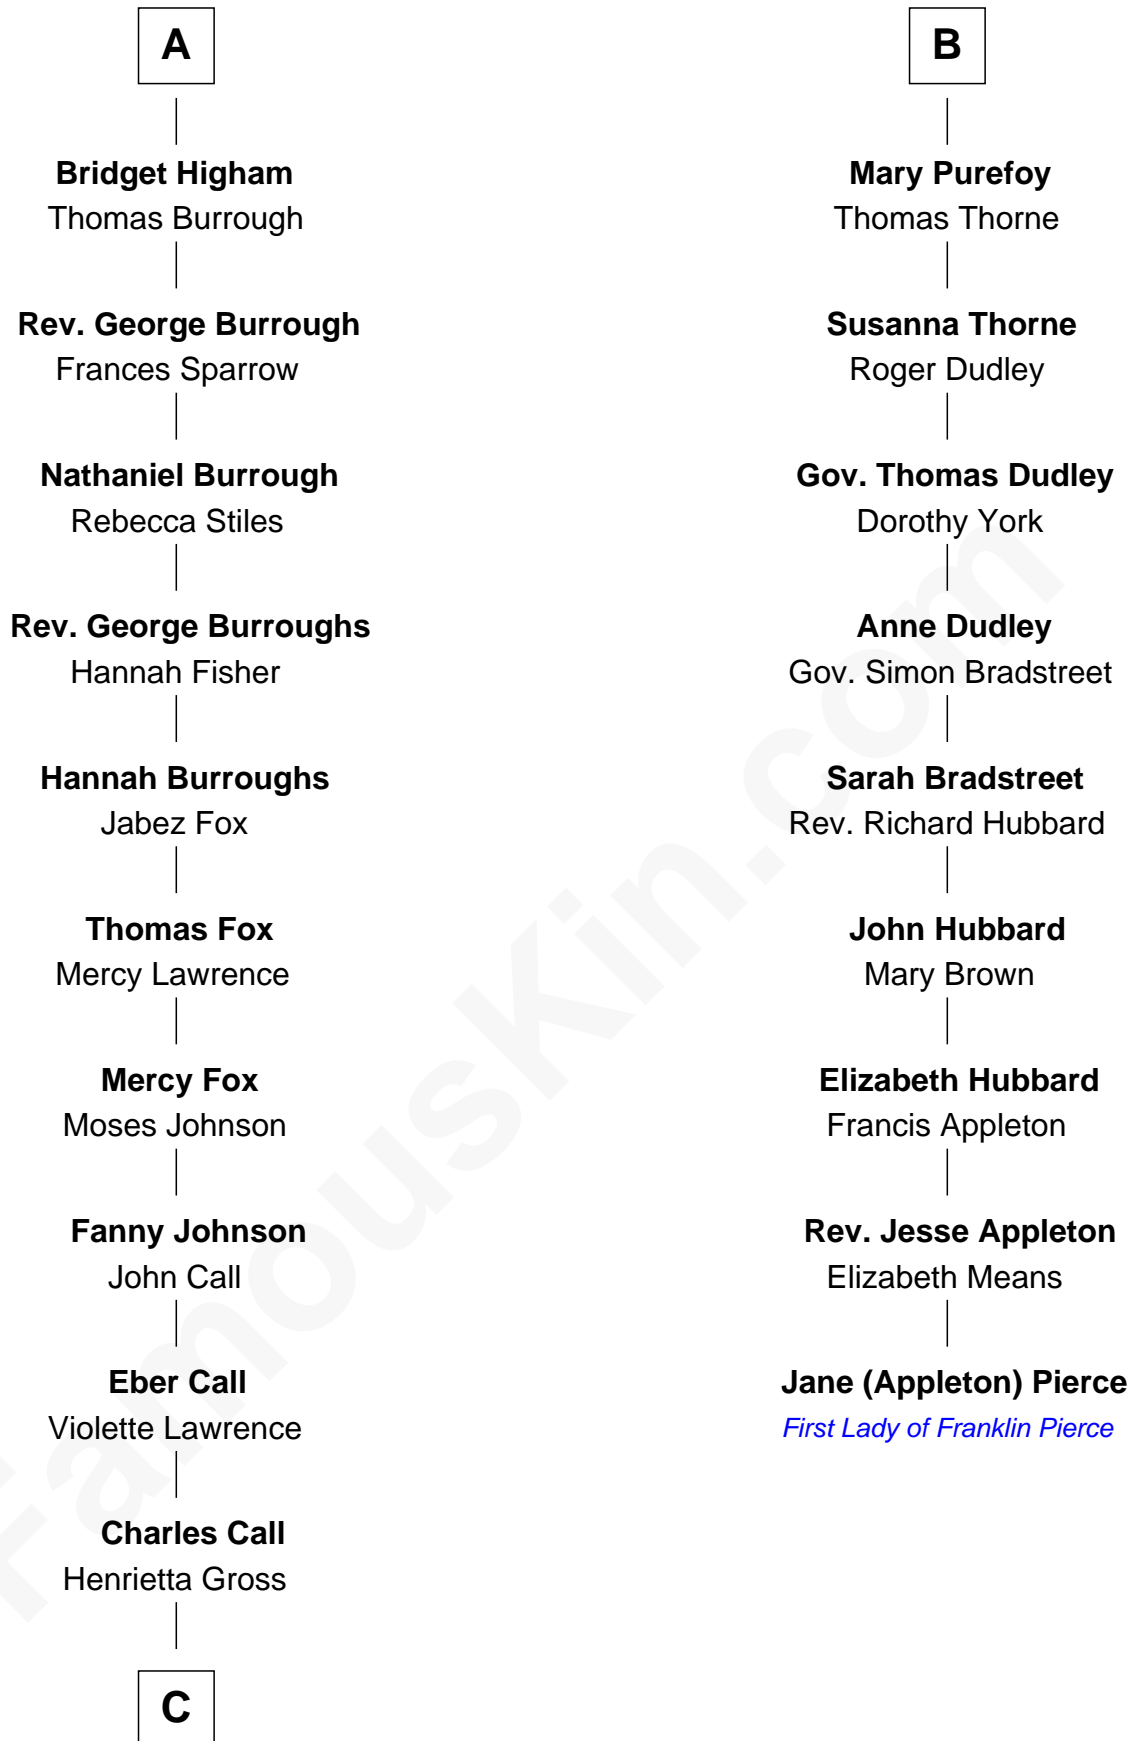 A
Bridget Higham
Thomas Burrough
Rev. George Burrough
Frances Sparrow
Nathaniel Burrough
Rebecca Stiles
Rev. George Burroughs
Hannah Fisher
Hannah Burroughs
Jabez Fox
Thomas Fox
Mercy Lawrence
Mercy Fox
Moses Johnson
Fanny Johnson
John Call
Eber Call
Violette Lawrence
Charles Call
Henrietta Gross
C
B
Mary Purefoy
Thomas Thorne
Susanna Thorne
Roger Dudley
Gov. Thomas Dudley
Dorothy York
Anne Dudley
Gov. Simon Bradstreet
Sarah Bradstreet
Rev. Richard Hubbard
John Hubbard
Mary Brown
Elizabeth Hubbard
Francis Appleton
Rev. Jesse Appleton
Elizabeth Means
Jane (Appleton) Pierce
First Lady of Franklin Pierce
FamousKin.com